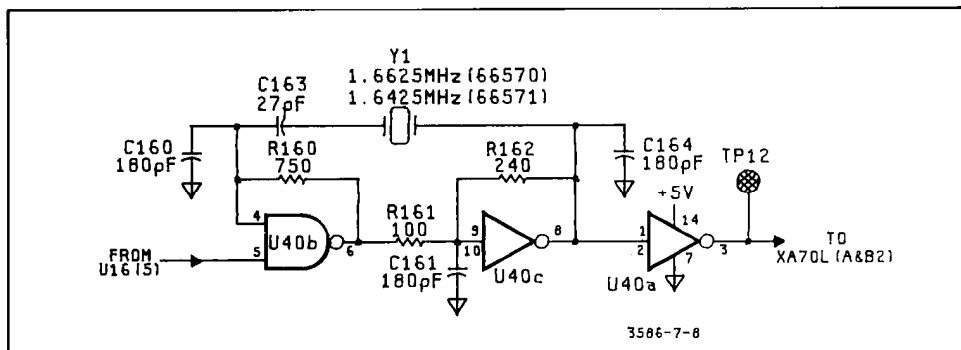 Y1
1.6625MHz(66570)
1.6425MHz(66571)
C163
27pF
C160
180pF
R160
750
R162
240
C164
180pF
TP12
+5V
4
5
6
U40b
R161
100
9
10
8
U40c
C161
180pF
1
2
14
7
3
U40a
FROM
U16(5)
TO
XA70L(A&B2)
3586-7-8